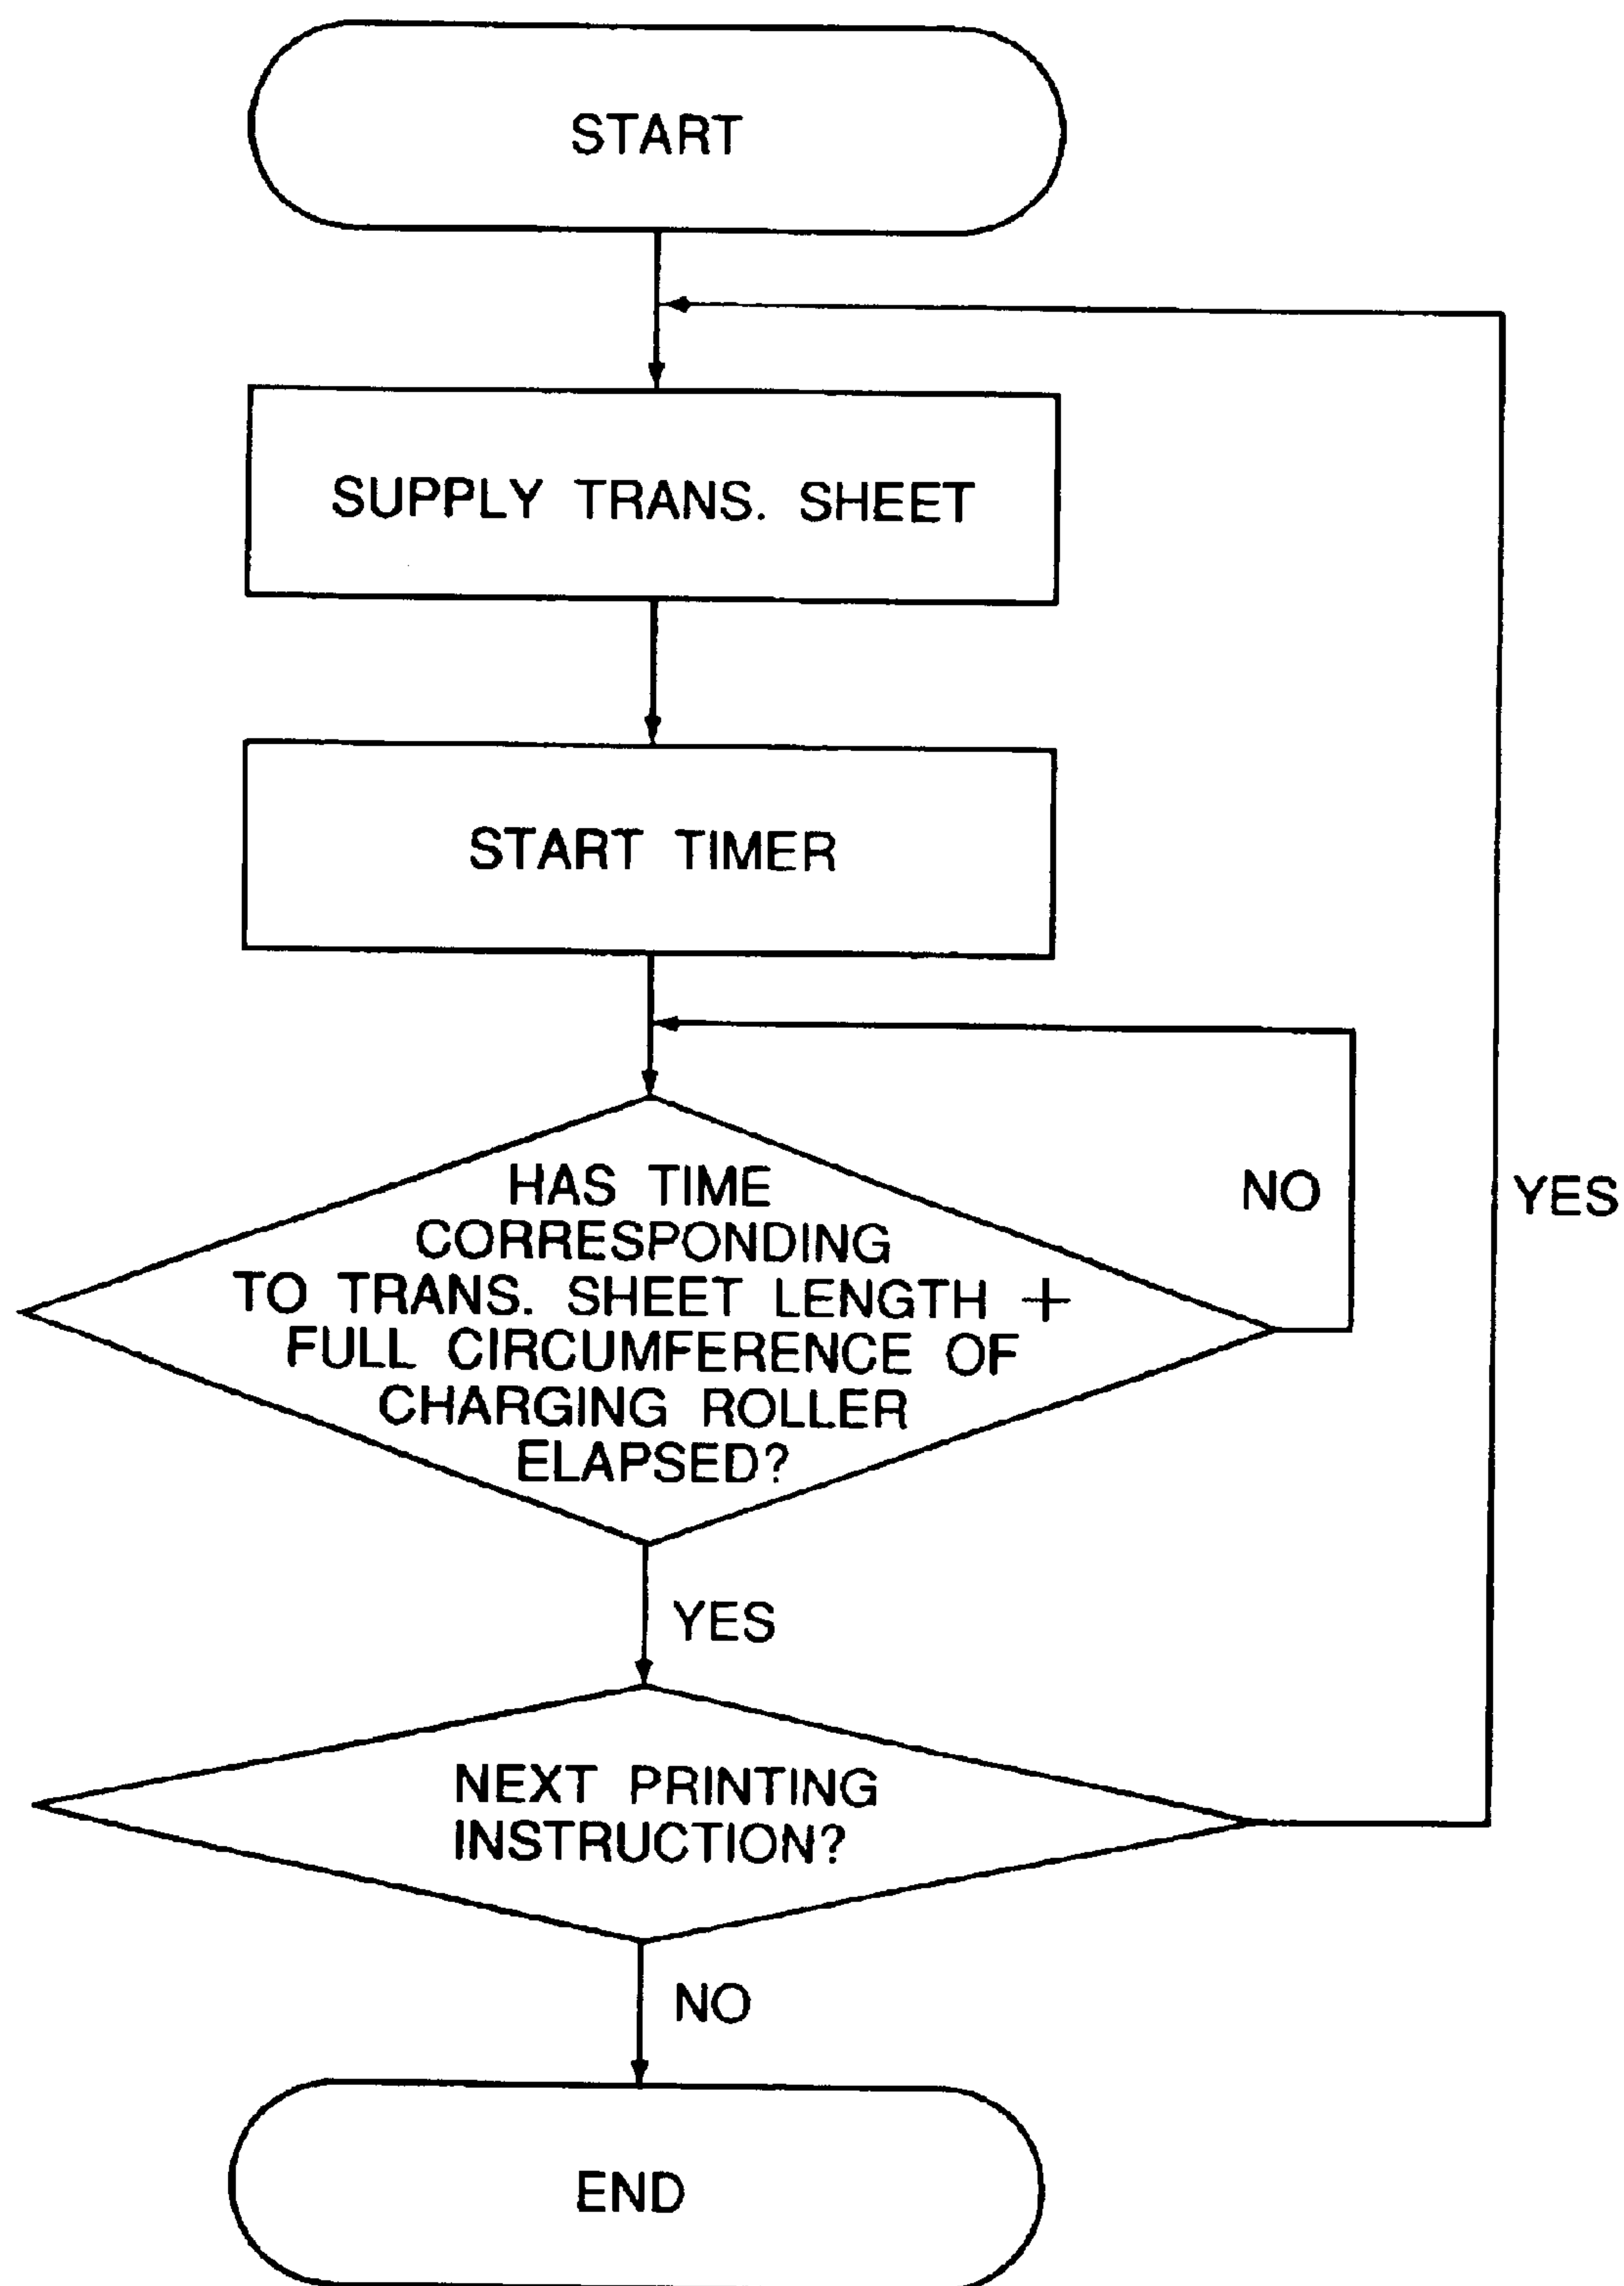 START
SUPPLY TRANS. SHEET
START TIMER
HAS TIME
CORRESPONDING
TO TRANS. SHEET LENGTH +
FULL CIRCUMFERENCE OF
CHARGING ROLLER
ELAPSED?
NO
YES
YES
NEXT PRINTING
INSTRUCTION?
NO
END